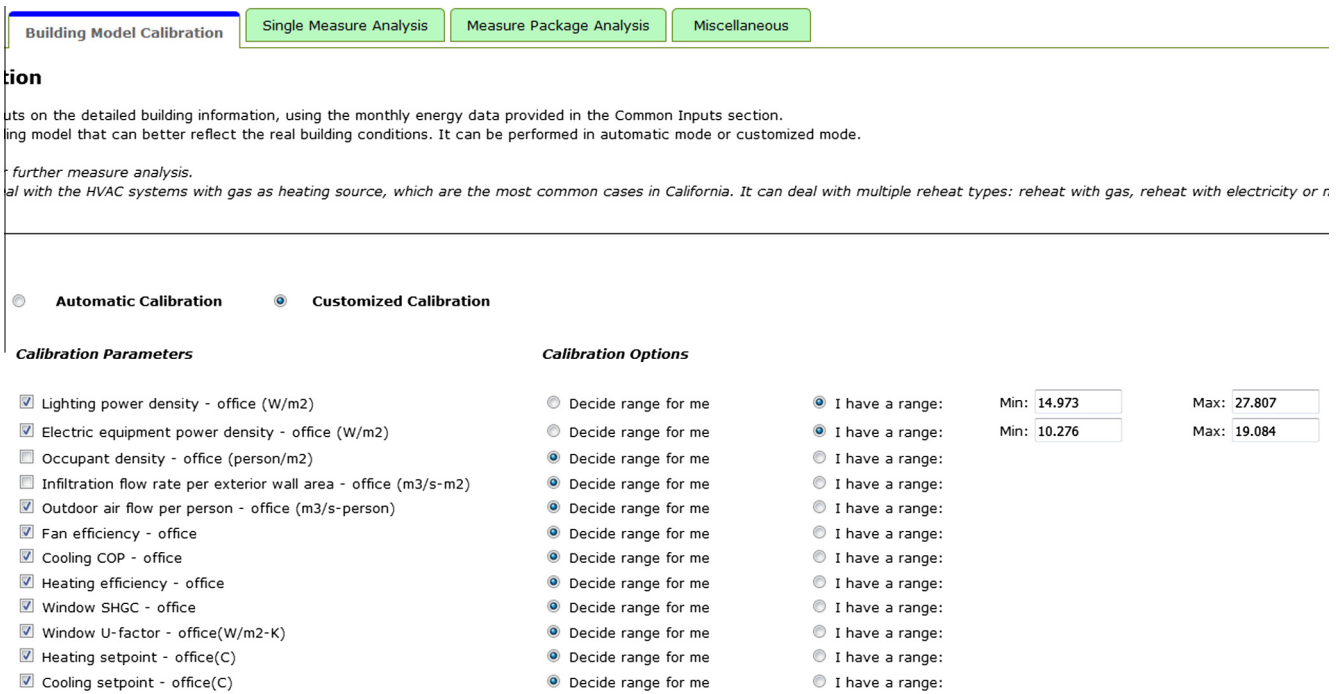 Building Model Calibration Single Measure Analysis Measure Package Analysis Miscellaneous
tion
uts on the detailed building information, using the monthly energy data provided in the Common Inputs section.
ing model that can better reflect the real building conditions. It can be performed in automatic mode or customized mode.
further measure analysis.
al with the HVAC systems with gas as heating source, which are the most common cases in California. It can deal with multiple reheat types: reheat with gas, reheat with electricity or
Automatic Calibration Customized Calibration
Calibration Parameters Calibration Options
Lighting power density - office (W/m2) Decide range for me I have a range: Min: 14.973 Max: 27.807
Electric equipment power density - office (W/m2) Decide range for me I have a range: Min: 10.276 Max: 19.084
Occupant density - office (person/m2) Decide range for me I have a range:
Infiltration flow rate per exterior wall area - office (m3/s-m2) Decide range for me I have a range:
Outdoor air flow per person - office (m3/s-person) Decide range for me I have a range:
Fan efficiency - office Decide range for me I have a range:
Cooling COP - office Decide range for me I have a range:
Heating efficiency - office Decide range for me I have a range:
Window SHGC - office Decide range for me I have a range:
Window U-factor - office(W/m2-K) Decide range for me I have a range:
Heating setpoint - office(C) Decide range for me I have a range:
Cooling setpoint - office(C) Decide range for me I have a range: